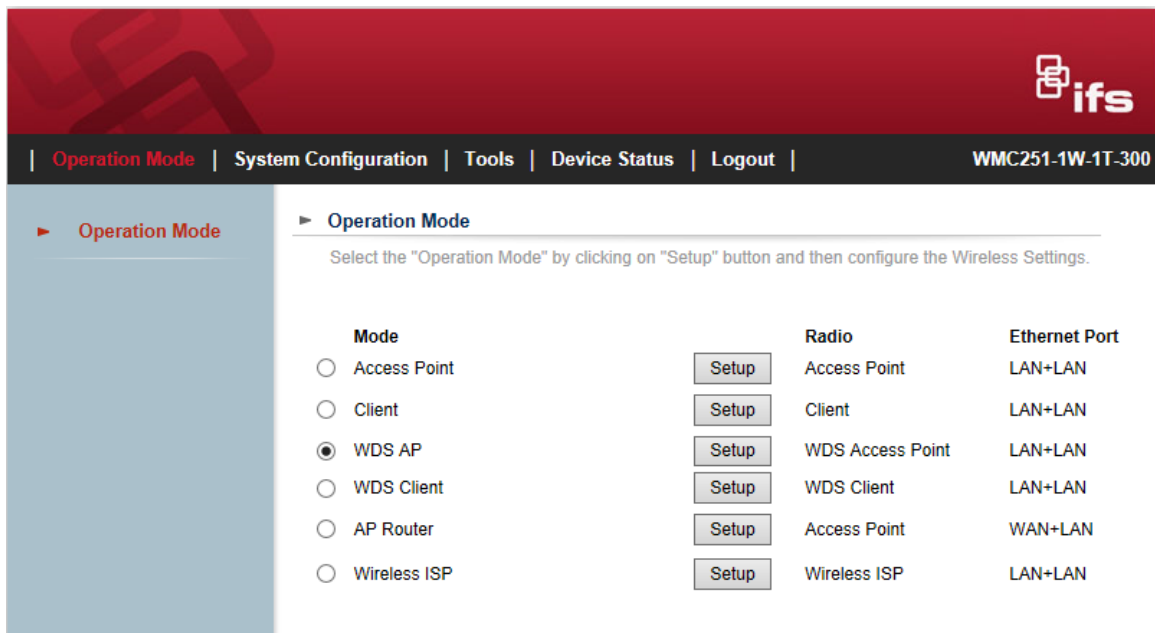 ifs
| Operation Mode | System Configuration | Tools | Device Status | Logout | WMC251-1W-1T-300
Operation Mode
Operation Mode
Select the "Operation Mode" by clicking on "Setup" button and then configure the Wireless Settings.
Mode Radio Ethernet Port
Access Point Setup Access Point LAN+LAN
Client Setup Client LAN+LAN
WDS AP Setup WDS Access Point LAN+LAN
WDS Client Setup WDS Client LAN+LAN
AP Router Setup Access Point WAN+LAN
Wireless ISP Setup Wireless ISP LAN+LAN